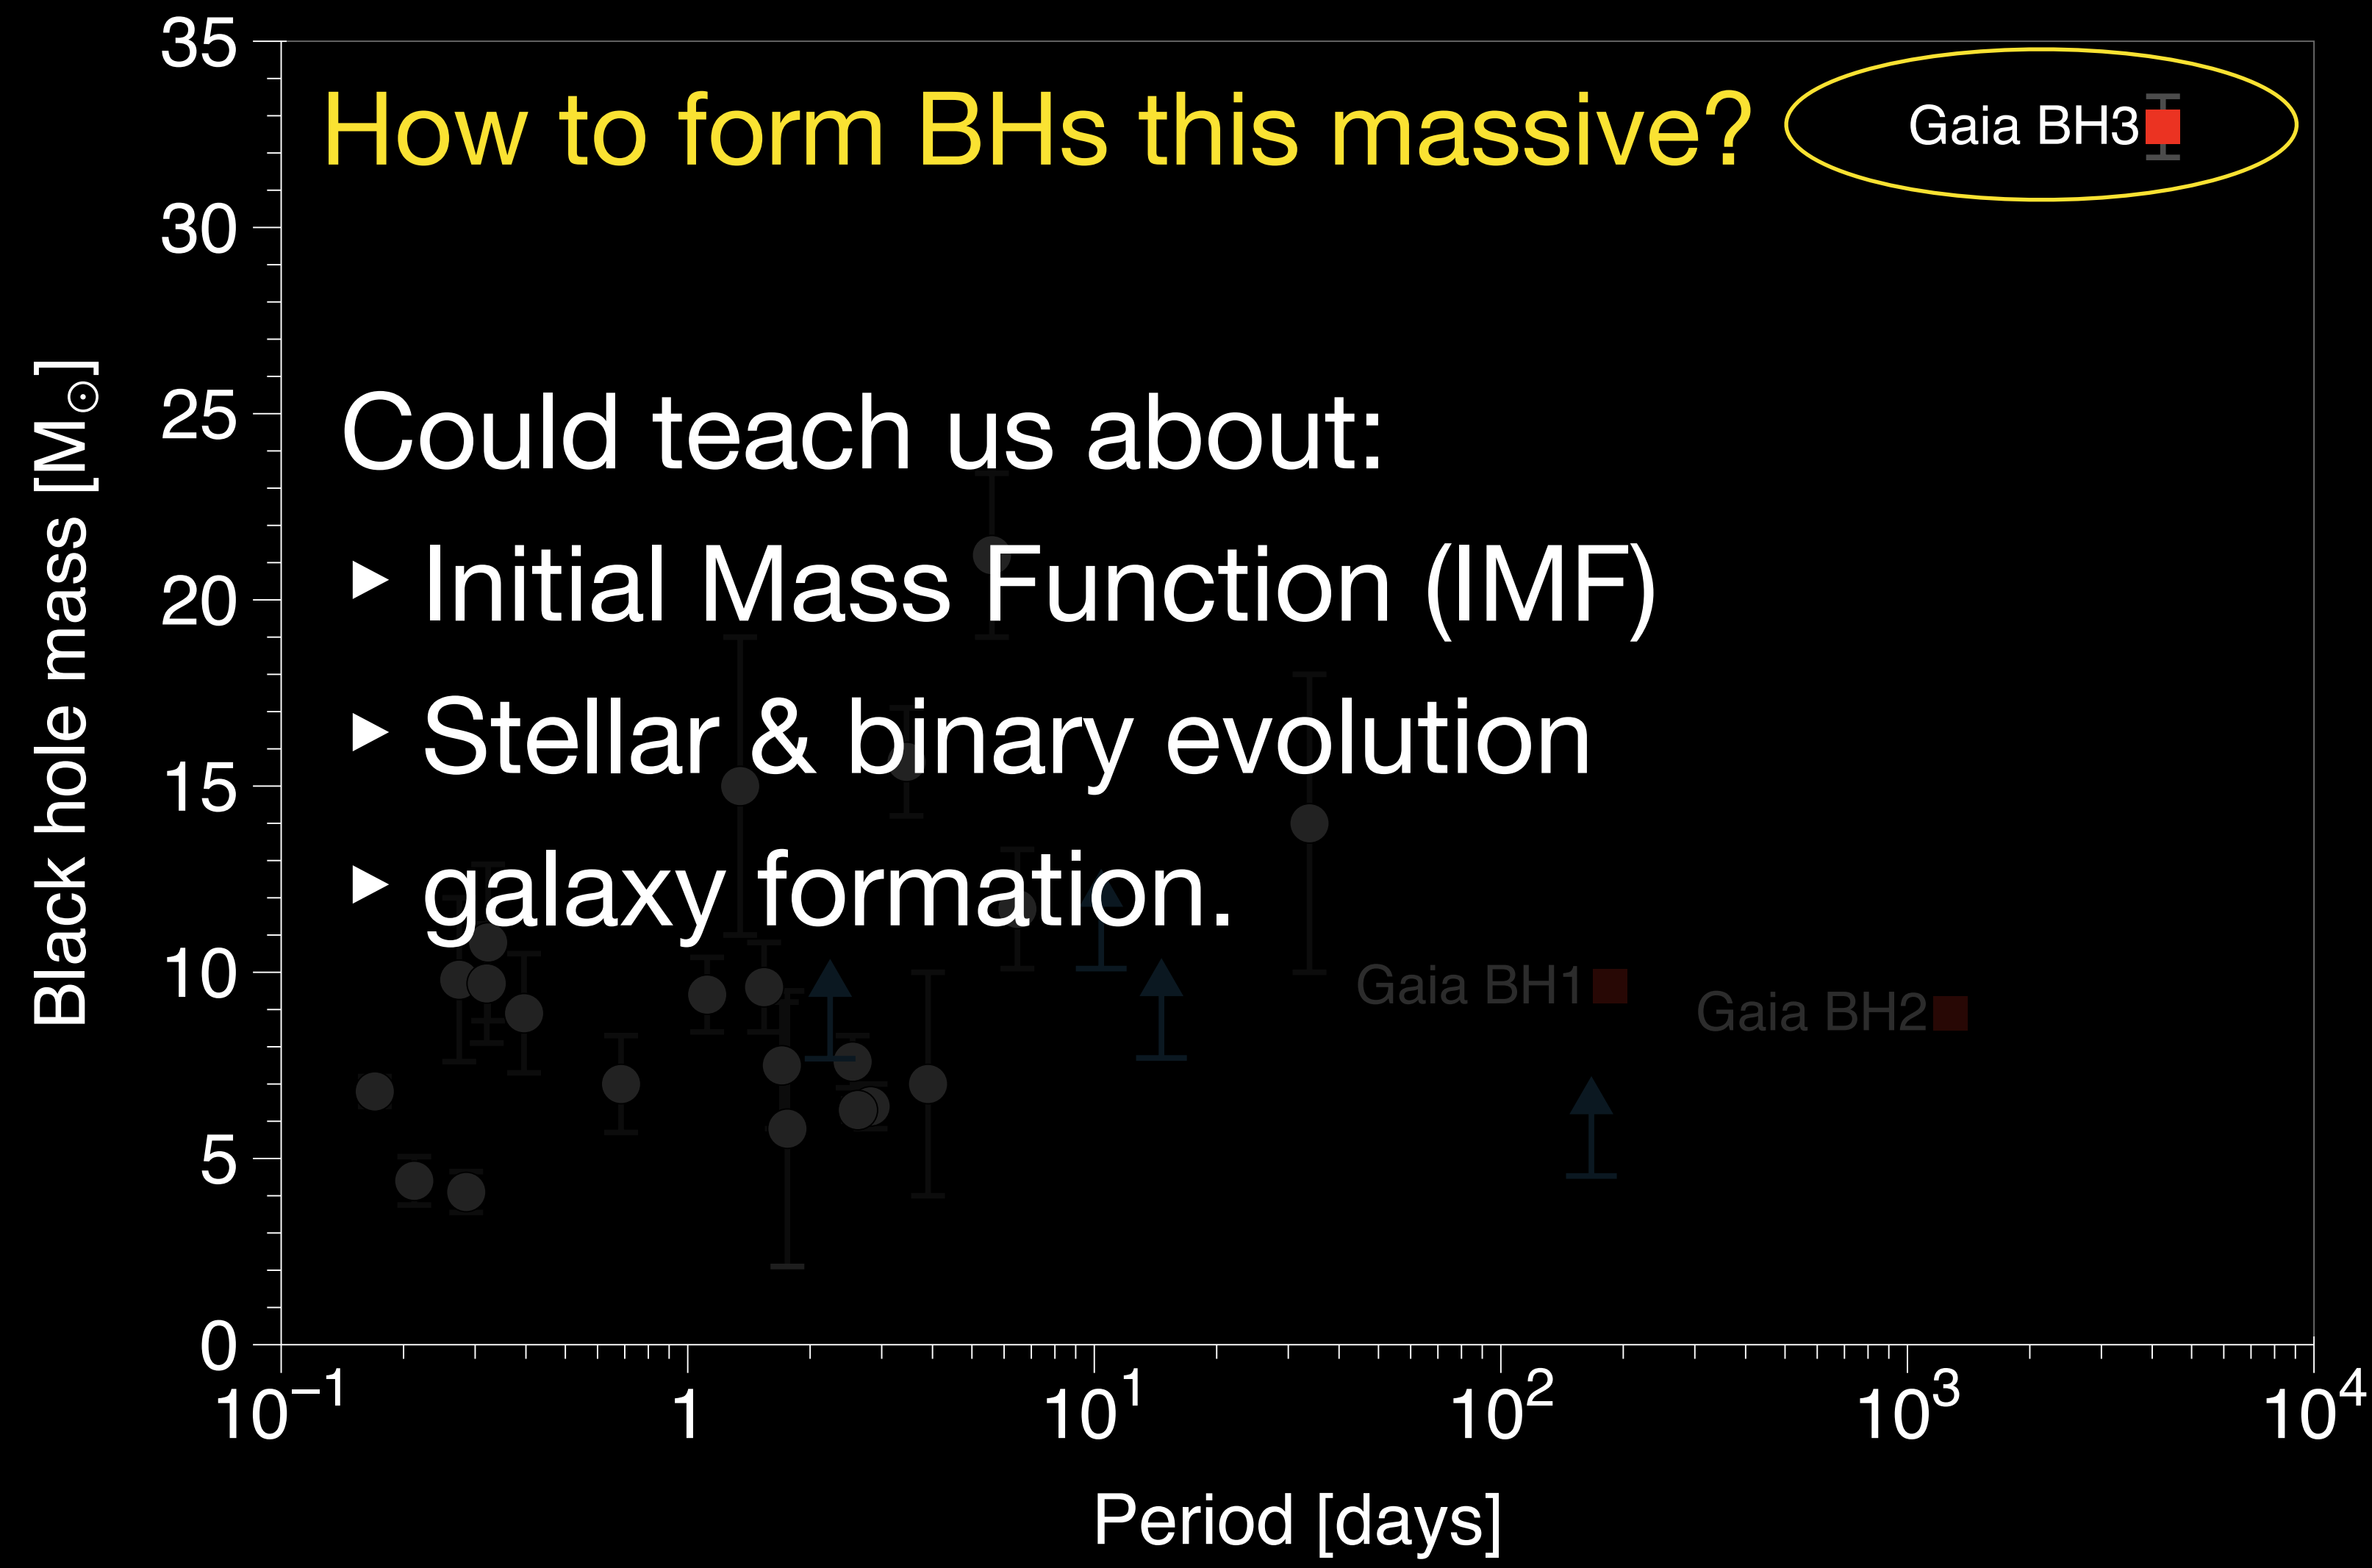 35
How to form BHs this massive?
Gaia BH3
30
25
Could teach us about:
▸ Initial Mass Function (IMF)
20
▸ Stellar & binary evolution
15
▸ galaxy formation.
10
Gaia BH1
Gaia BH2
5
0
Black hole mass [M☉]
10⁻¹ 1 10¹ 10² 10³ 10⁴
Period [days]